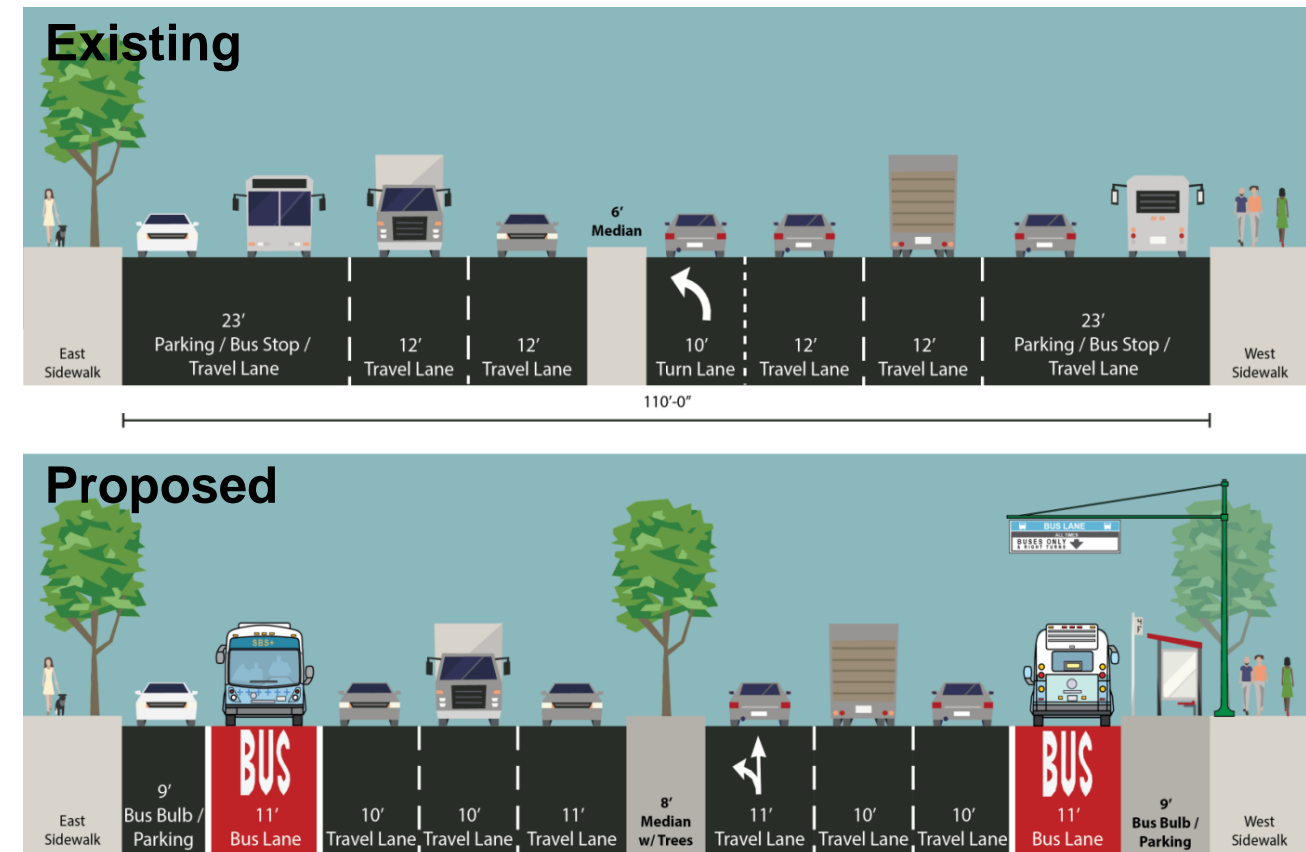 Existing
6'
Median
23'
Parking / Bus Stop /
Travel Lane
12'
Travel Lane
12'
Travel Lane
10'
Turn Lane
12'
Travel Lane
12'
Travel Lane
23'
Parking / Bus Stop /
Travel Lane
East
Sidewalk
West
Sidewalk
110'-0"
Proposed
BUS LANE
ALL TIMES
BUSES ONLY
& RIGHT TURNS
SBS+
East
Sidewalk
9'
Bus Bulb /
Parking
BUS
11'
Bus Lane
10'
Travel Lane
10'
Travel Lane
11'
Travel Lane
8'
Median
w/ Trees
11'
Travel Lane
10'
Travel Lane
10'
Travel Lane
BUS
11'
Bus Lane
9'
Bus Bulb /
Parking
West
Sidewalk